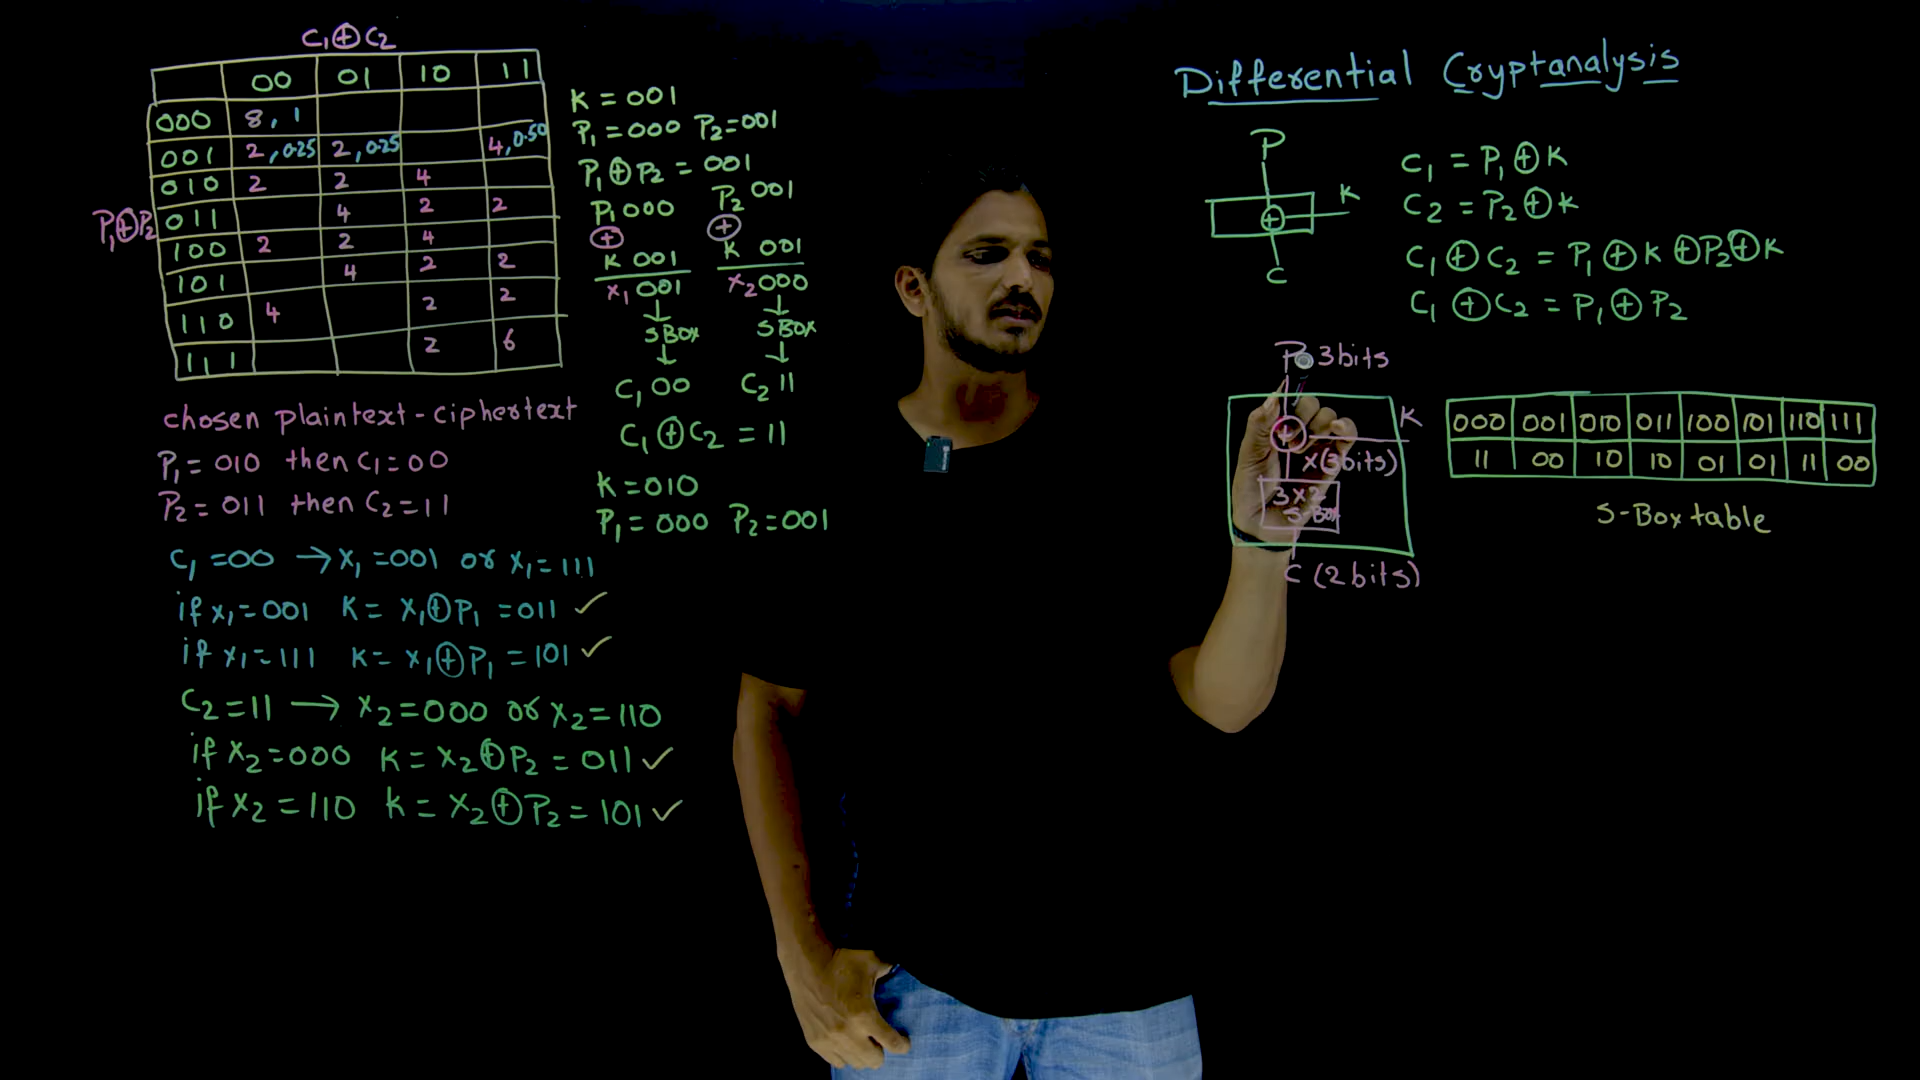 C₁⊕C₂
00 01 10 11
000 8, 1
001 2, 0.25 2, 0.25 4, 0.50
010 2 2 4
011 4 2 2
P₁⊕P₂
100 2 2 4
101 4 2 2
110 4 2 2
111 2 6
chosen plaintext-ciphertext
P₁ = 010 then C₁ = 00
P₂ = 011 then C₂ = 11
C₁ = 00 → X₁ = 001 or X₁ = 111
if X₁ = 001 K = X₁⊕P₁ = 011 ✓
if X₁ = 111 K = X₁⊕P₁ = 101 ✓
C₂ = 11 → X₂ = 000 or X₂ = 110
if X₂ = 000 K = X₂⊕P₂ = 011 ✓
if X₂ = 110 K = X₂⊕P₂ = 101 ✓
K = 001
P₁ = 000 P₂ = 001
P₁⊕P₂ = 001
P₁ 000 P₂ 001
⊕ ⊕
K 001 K 001
X₁ 001 X₂ 000
↓ ↓
SBOX SBOX
↓ ↓
C₁ 00 C₂ 11
C₁⊕C₂ = 11
K = 010
P₁ = 000 P₂ = 001
Differential Cryptanalysis
P
K
⊕
C
C₁ = P₁⊕K
C₂ = P₂⊕K
C₁⊕C₂ = P₁⊕K⊕P₂⊕K
C₁⊕C₂ = P₁⊕P₂
P 3bits
K
⊕
X (3bits)
3×2
S-Box
C (2 bits)
000 001 010 011 100 101 110 111
11 00 10 10 01 01 11 00
S-Box table